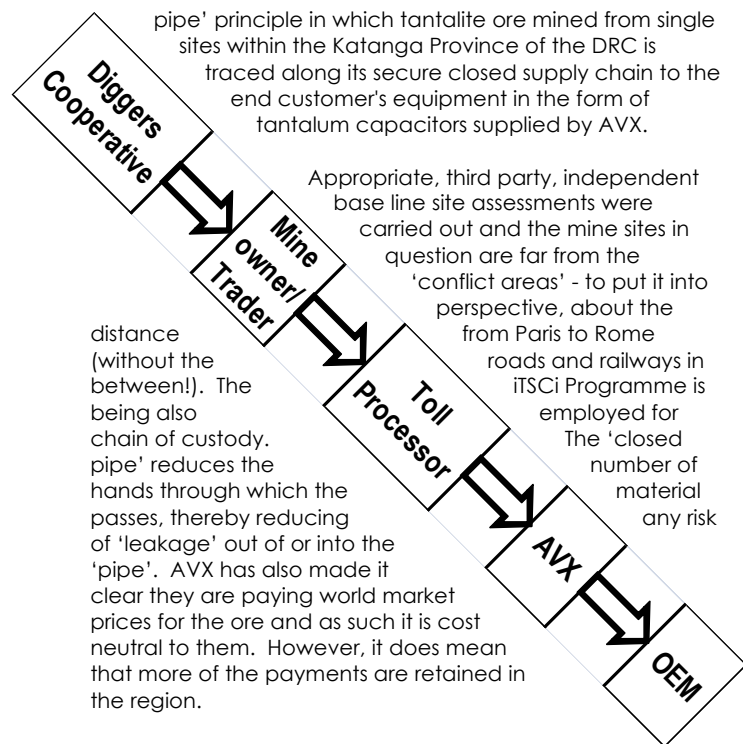 pipe’ principle in which tantalite ore mined from single
sites within the Katanga Province of the DRC is
traced along its secure closed supply chain to the
end customer's equipment in the form of
tantalum capacitors supplied by AVX.
Appropriate, third party, independent
base line site assessments were
carried out and the mine sites in
question are far from the
‘conflict areas’ - to put it into
perspective, about the
distance from Paris to Rome
(without the roads and railways in
between!). The iTSCi Programme is
being also employed for
chain of custody. The ‘closed
pipe’ reduces the number of
hands through which the material
passes, thereby reducing any risk
of ‘leakage’ out of or into the
‘pipe’. AVX has also made it
clear they are paying world market
prices for the ore and as such it is cost
neutral to them. However, it does mean
that more of the payments are retained in
the region.
Diggers
Cooperative
Mine
owner/
Trader
Toll
Processor
AVX
OEM